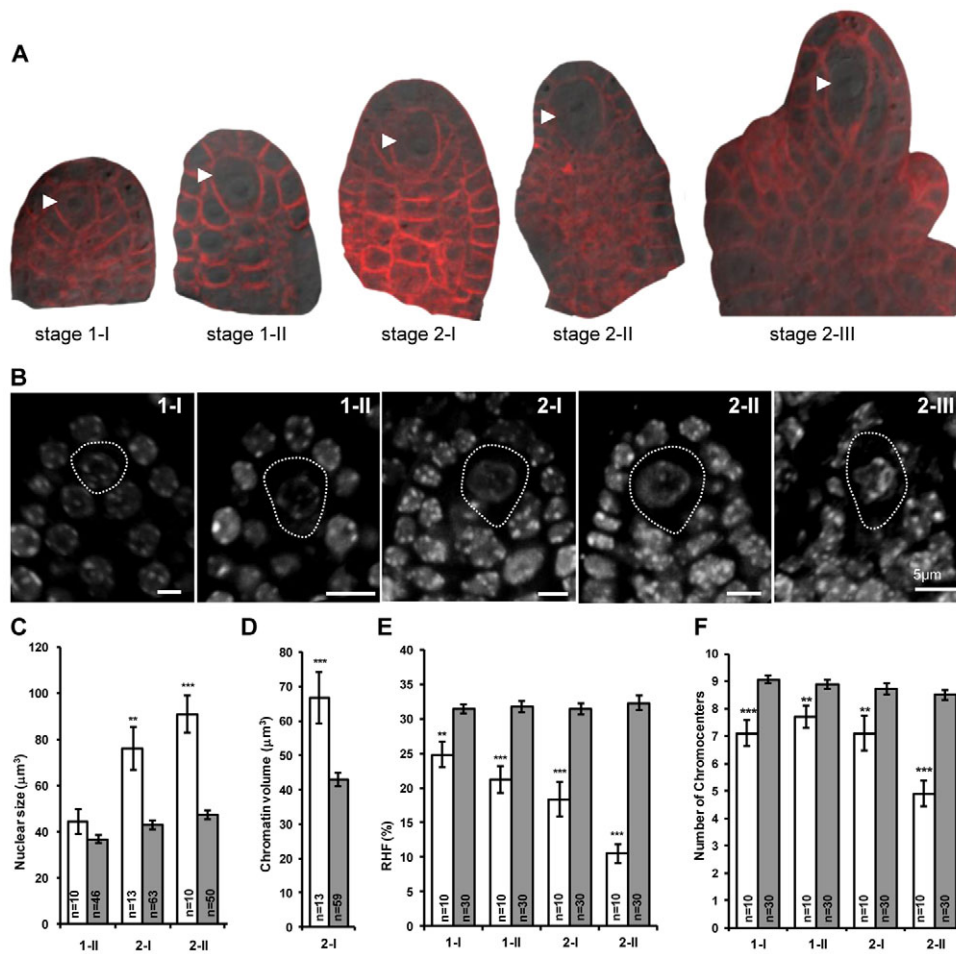 A
stage 1-I
stage 1-II
stage 2-I
stage 2-II
stage 2-III
B
1-I
1-II
2-I
2-II
2-III
5µm
C
Nuclear size (µm³)
120
100
80
60
40
20
0
**
***
n=10
n=46
n=13
n=63
n=10
n=50
1-II
2-I
2-II
D
Chromatin volume (µm³)
80
70
60
50
40
30
20
10
0
***
n=13
n=59
2-I
E
RHF (%)
40
35
30
25
20
15
10
5
0
**
***
***
***
n=10
n=30
n=10
n=30
n=10
n=30
n=10
n=30
1-I
1-II
2-I
2-II
F
Number of Chromocenters
10
9
8
7
6
5
4
3
2
1
0
***
**
**
***
n=10
n=30
n=10
n=30
n=10
n=30
n=10
n=30
1-I
1-II
2-I
2-II